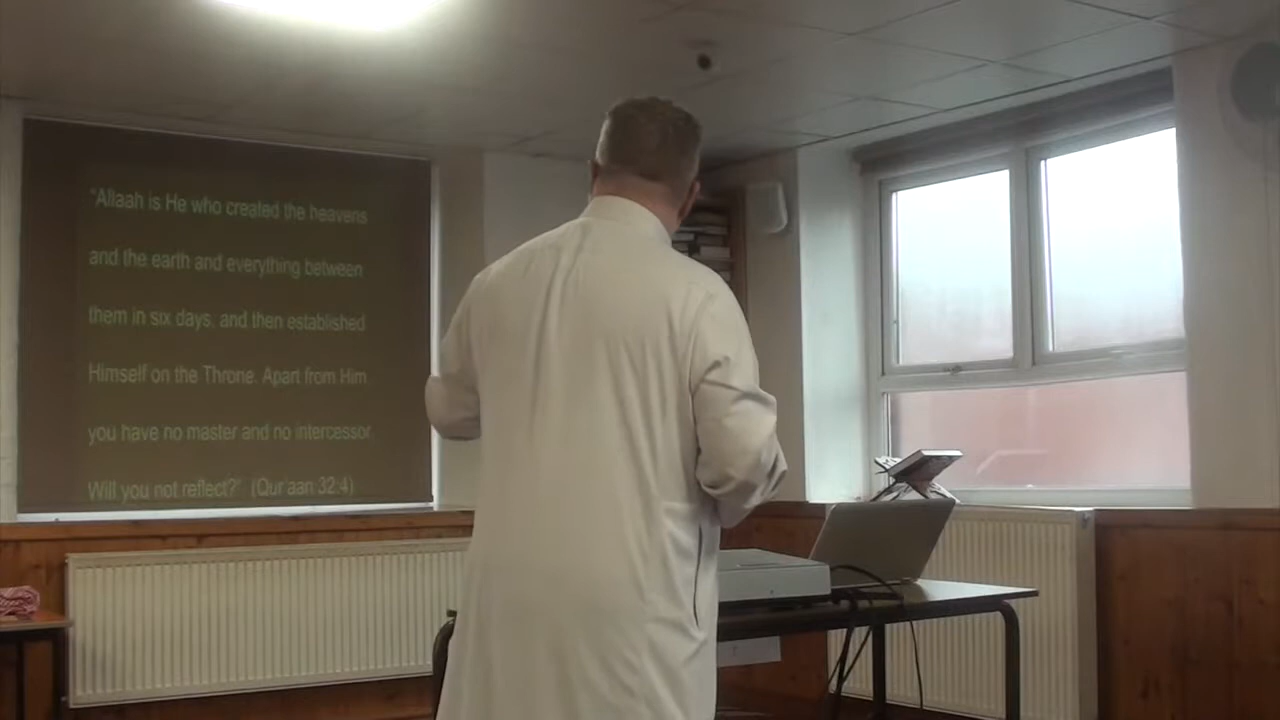 “Allaah is He who created the heavens
and the earth and everything between
them in six days, and then established
Himself on the Throne. Apart from Him
you have no master and no intercessor.
Will you not reflect?” (Qur’aan 32:4)